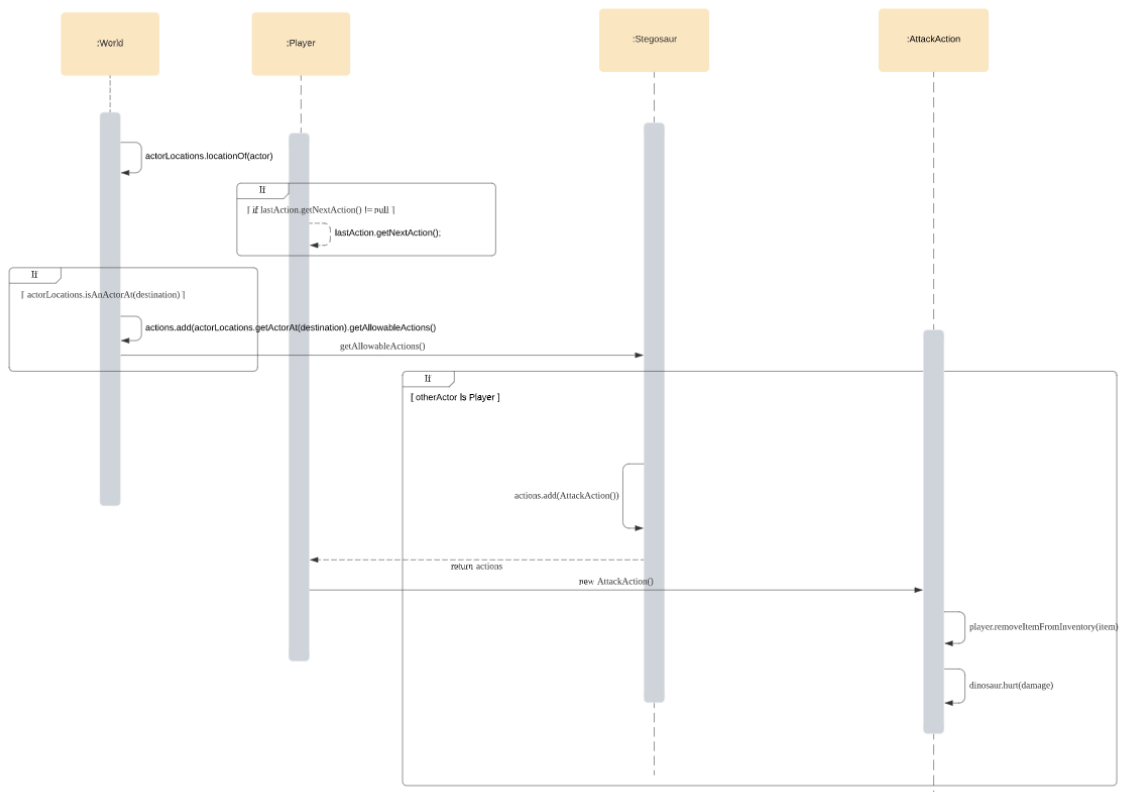 :World
:Player
:Stegosaur
:AttackAction
actorLocations.locationOf(actor)
If
[ if lastAction.getNextAction() != null ]
lastAction.getNextAction();
If
[ actorLocations.isAnActorAt(destination) ]
actions.add(actorLocations.getActorAt(destination).getAllowableActions()
getAllowableActions()
If
[ otherActor Is Player ]
actions.add(AttackAction())
return actions
new AttackAction()
player.removeItemFromInventory(item)
dinosaur.hurt(damage)